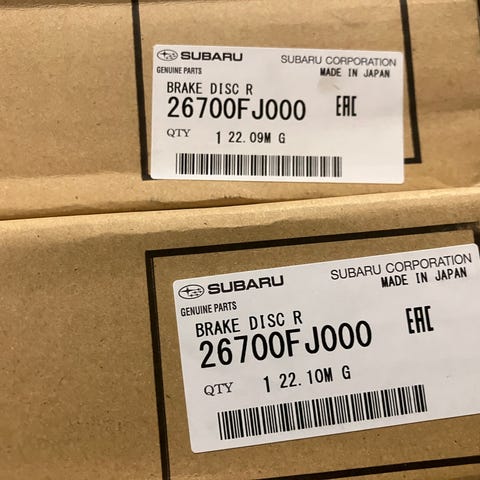 SUBARU SUBARU CORPORATION
GENUINE PARTS MADE IN JAPAN
BRAKE DISC R
26700FJ000 EAC
QTY 1 22.09M G
SUBARU SUBARU CORPORATION
GENUINE PARTS MADE IN JAPAN
BRAKE DISC R
26700FJ000 EAC
QTY 1 22.10M G